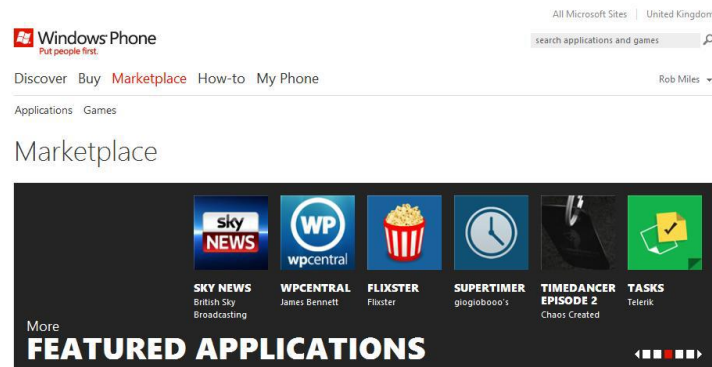 All Microsoft Sites United Kingdom
Windows Phone
Put people first.
search applications and games
Discover Buy Marketplace How-to My Phone
Rob Miles
Applications Games
Marketplace
sky NEWS
WP
wpcentral
SKY NEWS
British Sky
Broadcasting
WPCENTRAL
James Bennett
FLIXSTER
Flixster
SUPERTIMER
giogiobooo's
TIMEDANCER
EPISODE 2
Chaos Created
TASKS
Telerik
More
FEATURED APPLICATIONS